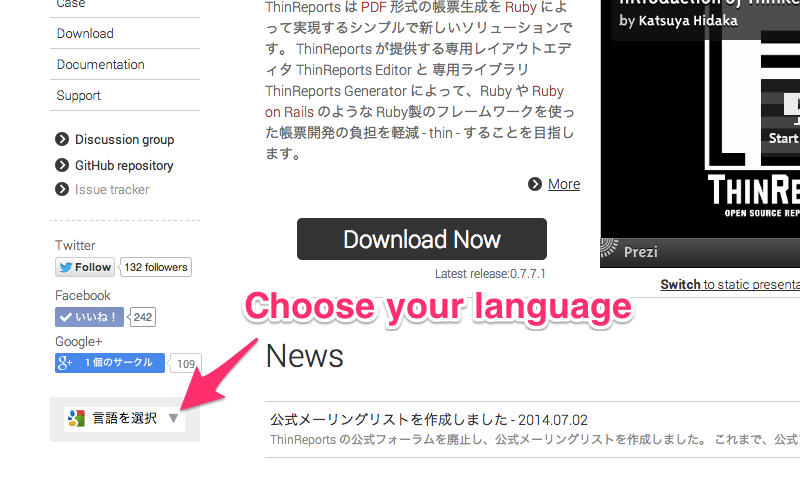 Case
Download
Documentation
Support
Discussion group
GitHub repository
Issue tracker
Twitter
Follow 132 followers
Facebook
いいね！ 242
Google+
g+ 1個のサークル 109
言語を選択 ▼
ThinReports は PDF 形式の帳票生成を Ruby によ
って実現するシンプルで新しいソリューションで
す。 ThinReports が提供する専用レイアウトエデ
ィタ ThinReports Editor と 専用ライブラリ
ThinReports Generator によって、Ruby や Ruby
on Rails のような Ruby製のフレームワークを使っ
た帳票開発の負担を軽減 - thin - することを目指し
ます。
More
Download Now
Latest release:0.7.7.1
Choose your language
News
公式メーリングリストを作成しました - 2014.07.02
ThinReports の公式フォーラムを廃止し、公式メーリングリストを作成しました。 これまで、公式
Introduction of ThinRe
by Katsuya Hidaka
Start
THINRE
OPEN SOURCE REP
Prezi
Switch to static presenta